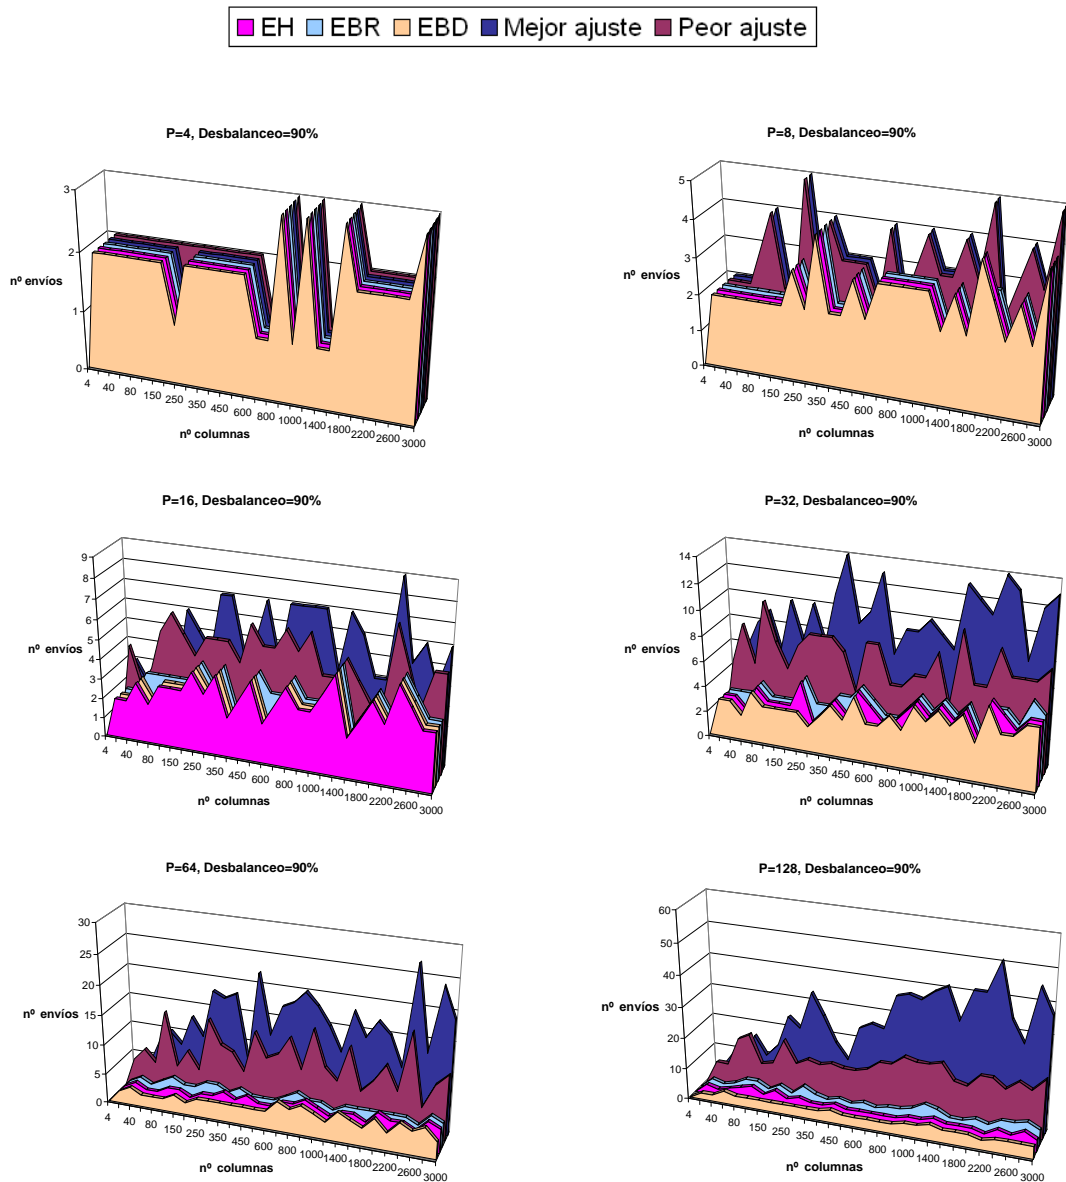 EH EBR EBD Mejor ajuste Peor ajuste
P=4, Desbalanceo=90%
3
2
1
0
nº envíos
4 40 80 150 250 350 450 600 800 1000 1400 1800 2200 2600 3000
nº columnas
P=8, Desbalanceo=90%
5
4
3
2
1
0
nº envíos
4 40 80 150 250 350 450 600 800 1000 1400 1800 2200 2600 3000
nº columnas
P=16, Desbalanceo=90%
9
8
7
6
5
4
3
2
1
0
nº envíos
4 40 80 150 250 350 450 600 800 1000 1400 1800 2200 2600 3000
nº columnas
P=32, Desbalanceo=90%
14
12
10
8
6
4
2
0
nº envíos
4 40 80 150 250 350 450 600 800 1000 1400 1800 2200 2600 3000
nº columnas
P=64, Desbalanceo=90%
30
25
20
15
10
5
0
nº envíos
4 40 80 150 250 350 450 600 800 1000 1400 1800 2200 2600 3000
nº columnas
P=128, Desbalanceo=90%
60
50
40
30
20
10
0
nº envíos
4 40 80 150 250 350 450 600 800 1000 1400 1800 2200 2600 3000
nº columnas